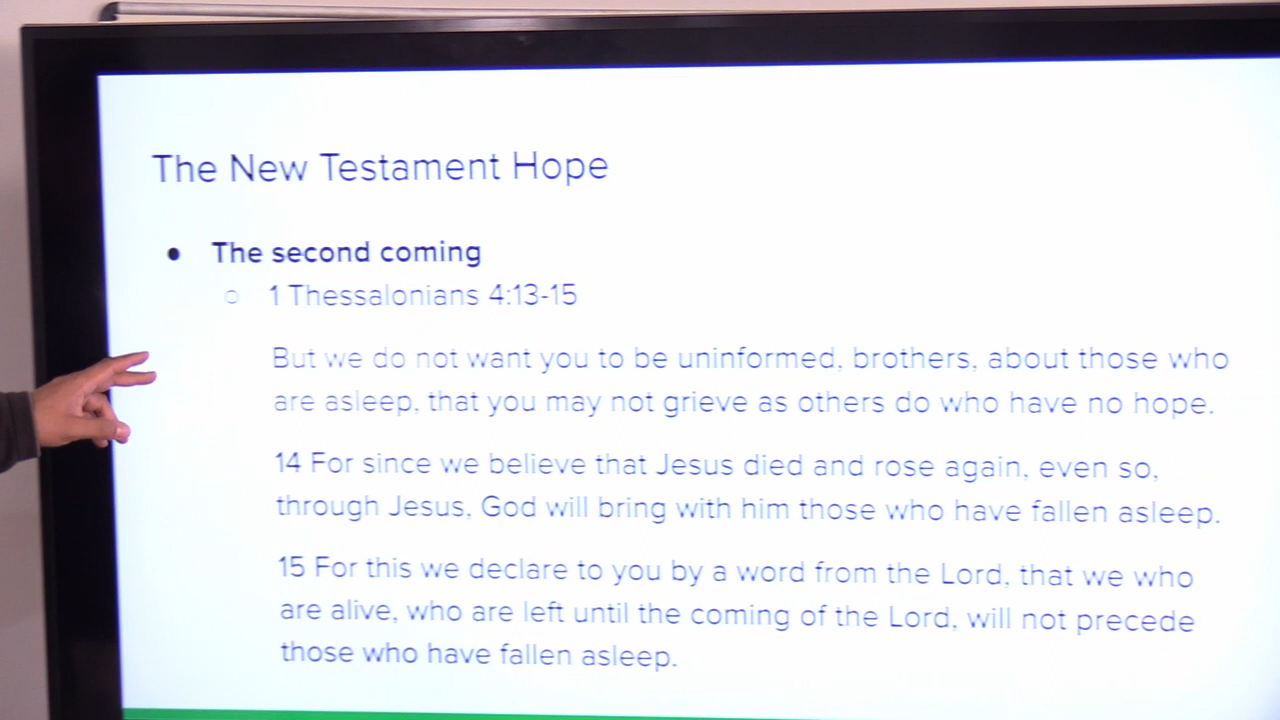 The New Testament Hope
● The second coming
○ 1 Thessalonians 4:13-15
But we do not want you to be uninformed, brothers, about those who
are asleep, that you may not grieve as others do who have no hope.
14 For since we believe that Jesus died and rose again, even so,
through Jesus, God will bring with him those who have fallen asleep.
15 For this we declare to you by a word from the Lord, that we who
are alive, who are left until the coming of the Lord, will not precede
those who have fallen asleep.